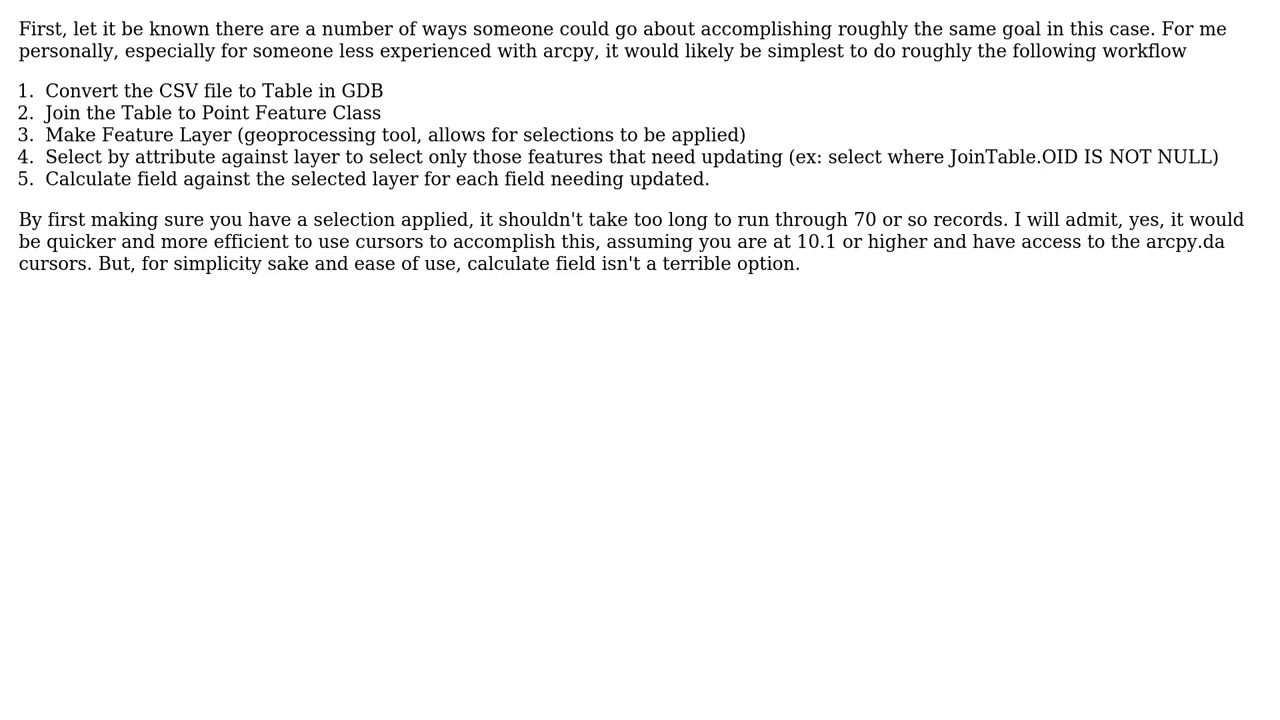 First, let it be known there are a number of ways someone could go about accomplishing roughly the same goal in this case. For me
personally, especially for someone less experienced with arcpy, it would likely be simplest to do roughly the following workflow
1. Convert the CSV file to Table in GDB
2. Join the Table to Point Feature Class
3. Make Feature Layer (geoprocessing tool, allows for selections to be applied)
4. Select by attribute against layer to select only those features that need updating (ex: select where JoinTable.OID IS NOT NULL)
5. Calculate field against the selected layer for each field needing updated.
By first making sure you have a selection applied, it shouldn't take too long to run through 70 or so records. I will admit, yes, it would
be quicker and more efficient to use cursors to accomplish this, assuming you are at 10.1 or higher and have access to the arcpy.da
cursors. But, for simplicity sake and ease of use, calculate field isn't a terrible option.